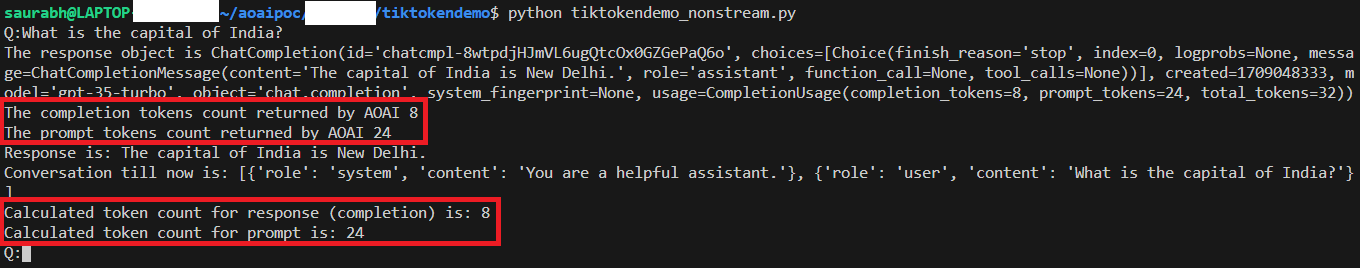 saurabh@LAPTOP- ~/aoaipoc/ /tiktokendemo$ python tiktokendemo_nonstream.py
Q:What is the capital of India?
The response object is ChatCompletion(id='chatcmpl-8wtpdjHJmVL6ugQtcOx0GZGePaQ6o', choices=[Choice(finish_reason='stop', index=0, logprobs=None, messa
ge=ChatCompletionMessage(content='The capital of India is New Delhi.', role='assistant', function_call=None, tool_calls=None))], created=1709048333, m
odel='gpt-35-turbo', object='chat.completion', system_fingerprint=None, usage=CompletionUsage(completion_tokens=8, prompt_tokens=24, total_tokens=32))
The completion tokens count returned by AOAI 8
The prompt tokens count returned by AOAI 24
Response is: The capital of India is New Delhi.
Conversation till now is: [{'role': 'system', 'content': 'You are a helpful assistant.'}, {'role': 'user', 'content': 'What is the capital of India?'}
]
Calculated token count for response (completion) is: 8
Calculated token count for prompt is: 24
Q: